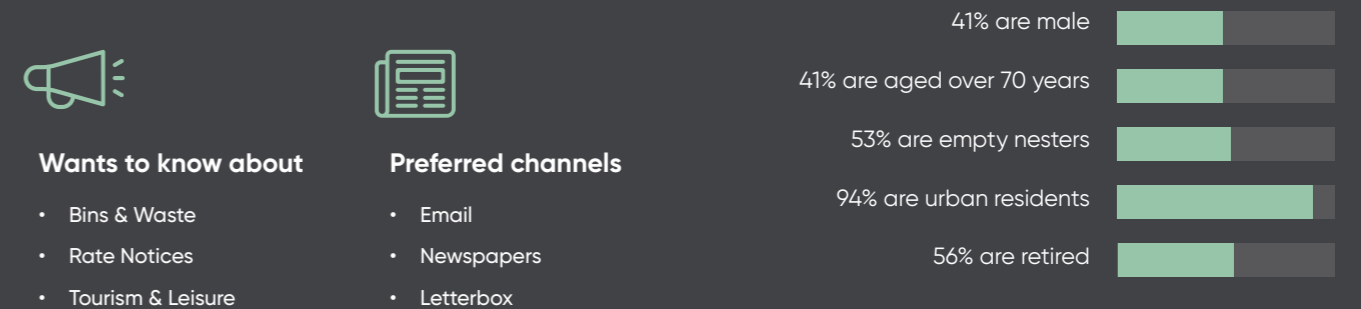 Wants to know about
• Bins & Waste
• Rate Notices
• Tourism & Leisure
Preferred channels
• Email
• Newspapers
• Letterbox
41% are male
41% are aged over 70 years
53% are empty nesters
94% are urban residents
56% are retired